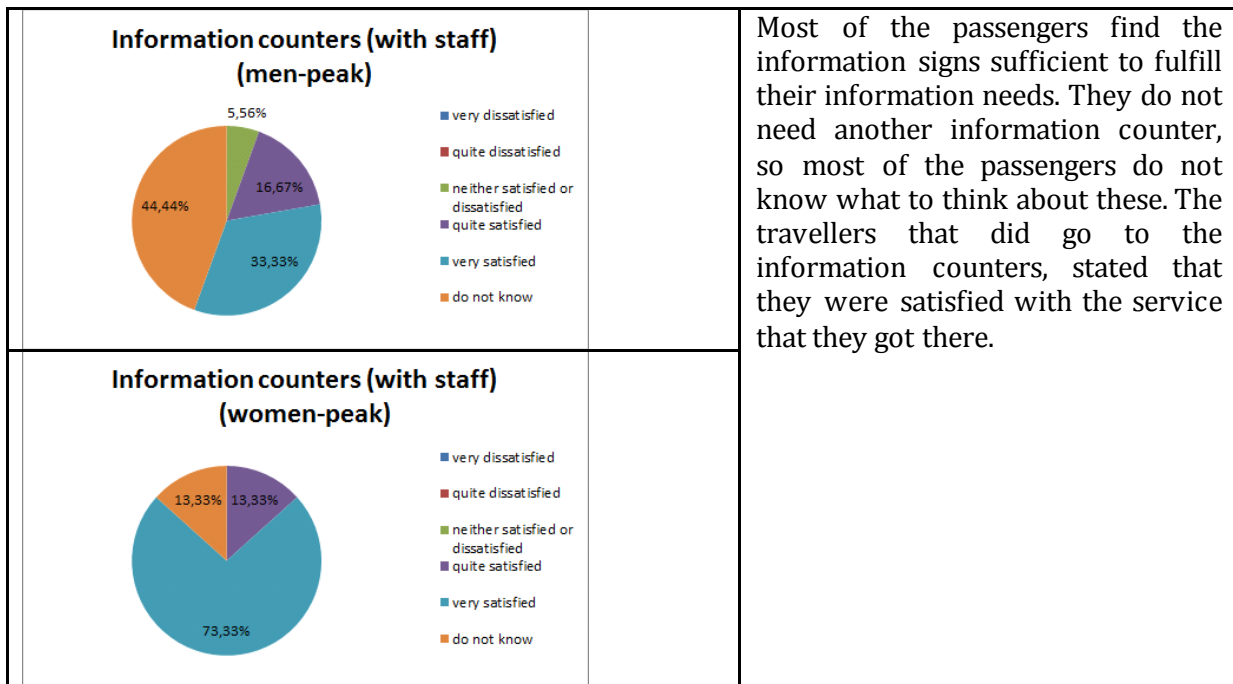 Information counters (with staff)
(men-peak)
5,56%
16,67%
33,33%
44,44%
very dissatisfied
quite dissatisfied
neither satisfied or
dissatisfied
quite satisfied
very satisfied
do not know
Information counters (with staff)
(women-peak)
13,33%
13,33%
73,33%
very dissatisfied
quite dissatisfied
neither satisfied or
dissatisfied
quite satisfied
very satisfied
do not know
Most of the passengers find the
information signs sufficient to fulfill
their information needs. They do not
need another information counter,
so most of the passengers do not
know what to think about these. The
travellers that did go to the
information counters, stated that
they were satisfied with the service
that they got there.